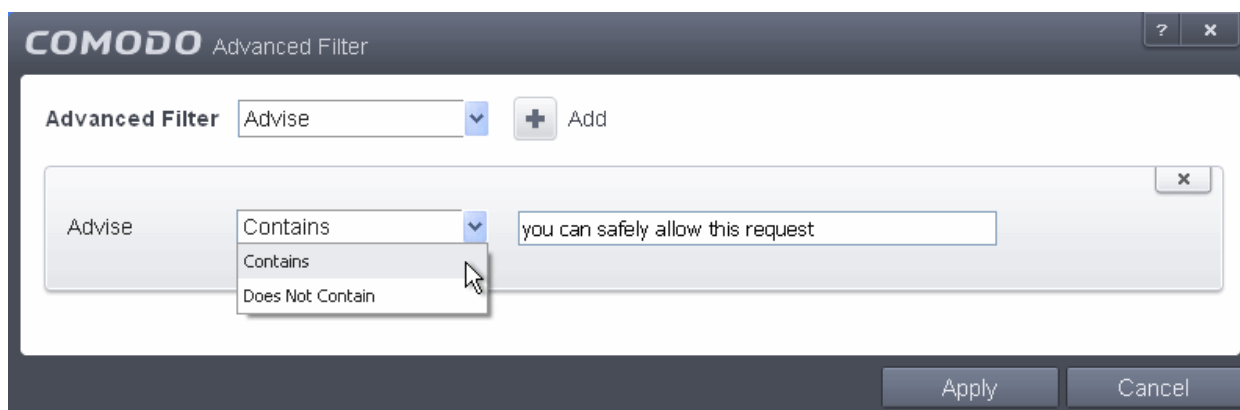 COMODO Advanced Filter ? x
Advanced Filter Advise + Add
x
Advise Contains you can safely allow this request
Contains
Does Not Contain
Apply Cancel